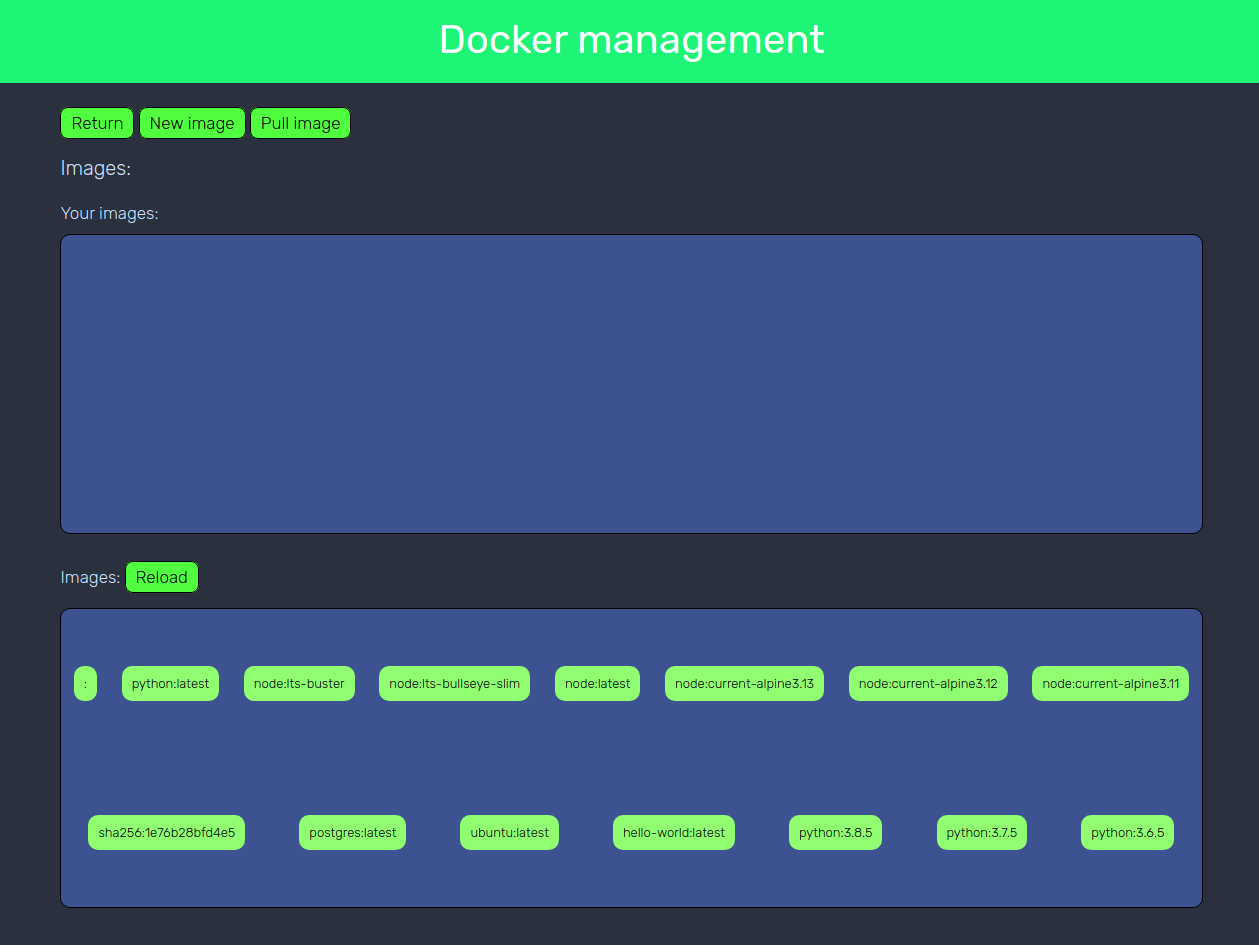 Docker management
Return New image Pull image
Images:
Your images:
Images: Reload
: python:latest node:lts-buster node:lts-bullseye-slim node:latest node:current-alpine3.13 node:current-alpine3.12 node:current-alpine3.11
sha256:1e76b28bfd4e5 postgres:latest ubuntu:latest hello-world:latest python:3.8.5 python:3.7.5 python:3.6.5